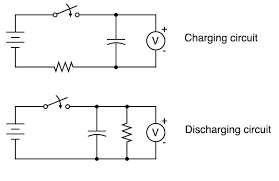 +
V
-
Charging circuit
+
V
-
Discharging circuit